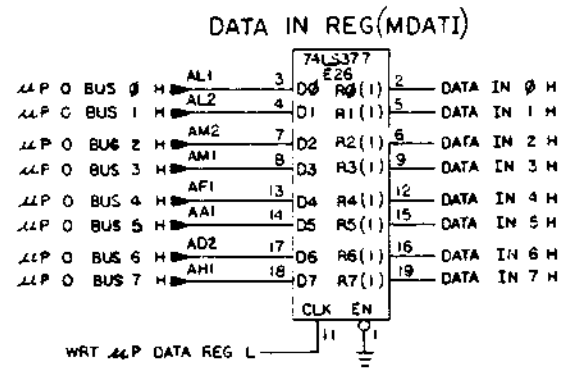 DATA IN REG(MDATI)
74LS377
E26
µP O BUS 0 H AL1 3 D0 R0(1) 2 DATA IN 0 H
µP O BUS 1 H AL2 4 D1 R1(1) 5 DATA IN 1 H
µP O BUS 2 H AM2 7 D2 R2(1) 6 DATA IN 2 H
µP O BUS 3 H AM1 8 D3 R3(1) 9 DATA IN 3 H
µP O BUS 4 H AF1 13 D4 R4(1) 12 DATA IN 4 H
µP O BUS 5 H AA1 14 D5 R5(1) 15 DATA IN 5 H
µP O BUS 6 H AD2 17 D6 R6(1) 16 DATA IN 6 H
µP O BUS 7 H AH1 18 D7 R7(1) 19 DATA IN 7 H
CLK EN
11 1
WRT µP DATA REG L